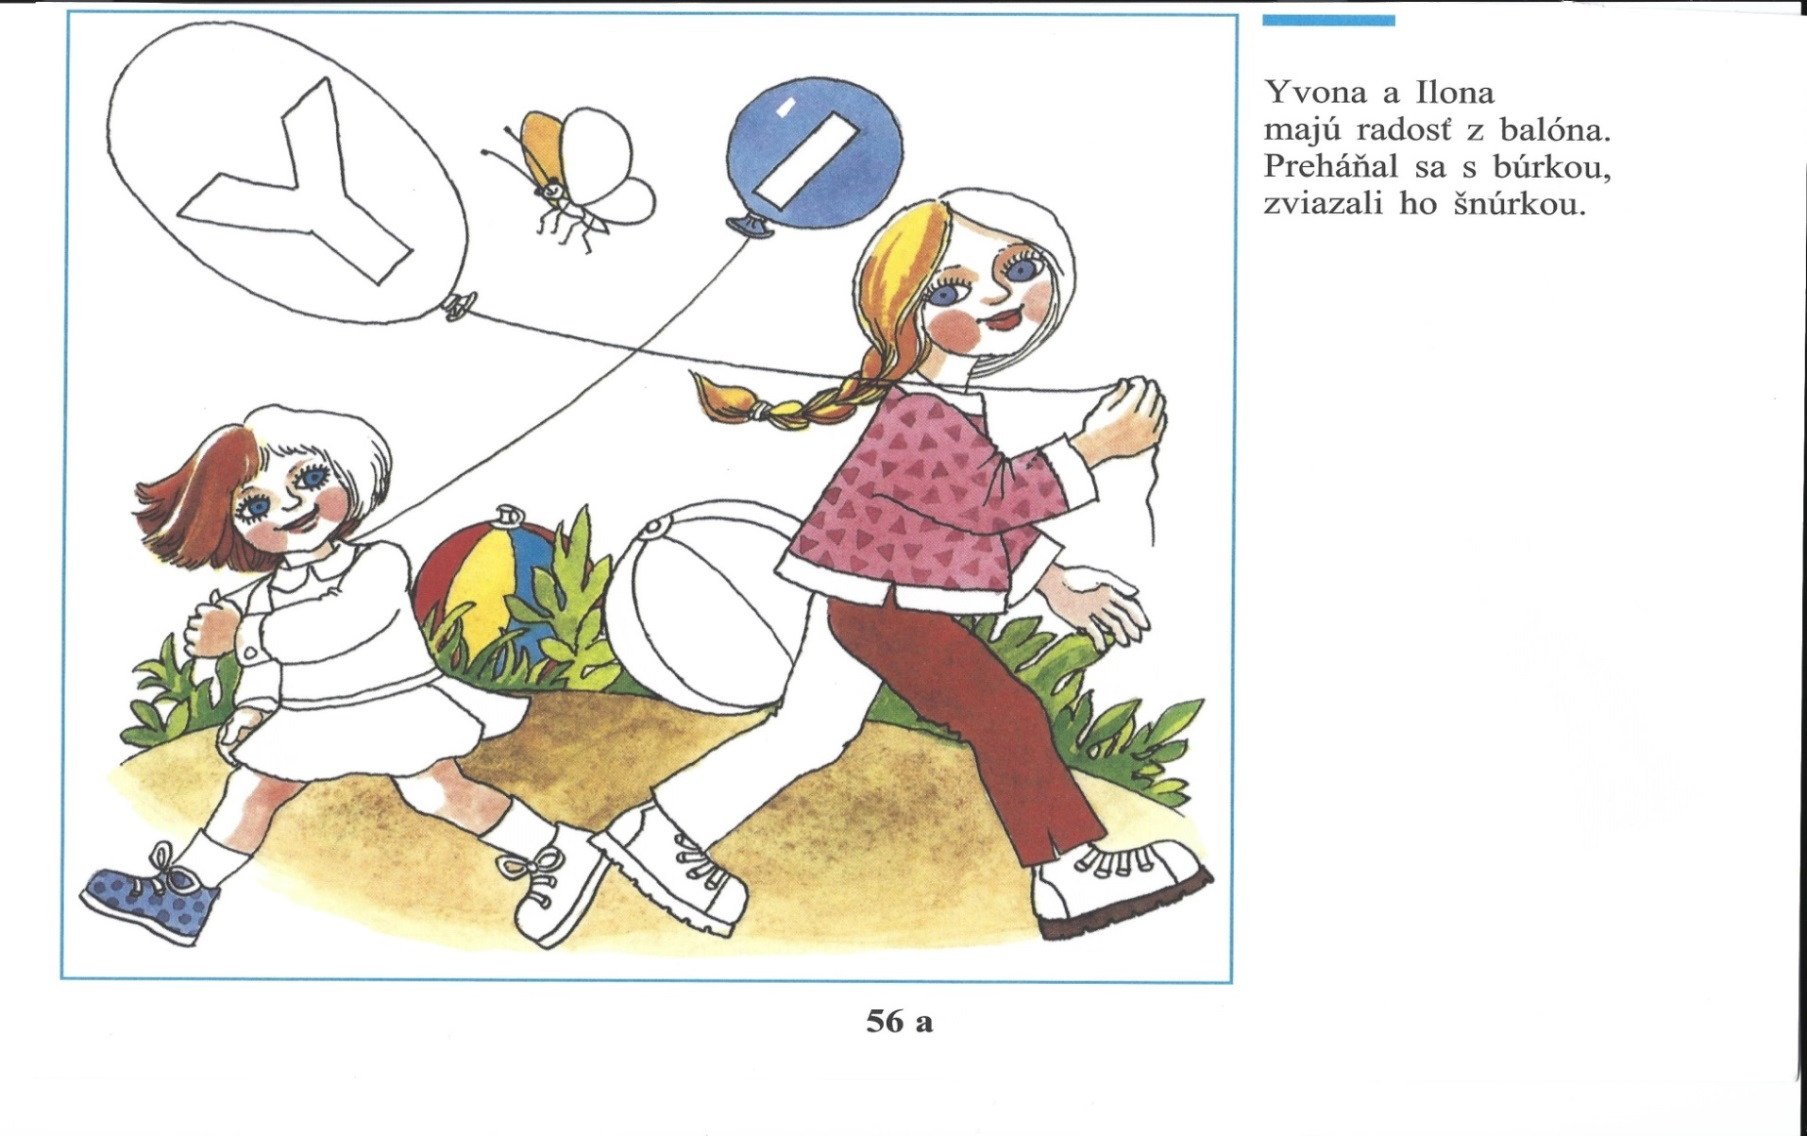 Y
I
Yvona a Ilona
majú radosť z balóna.
Preháňal sa s búrkou,
zviazali ho šnúrkou.
56 a